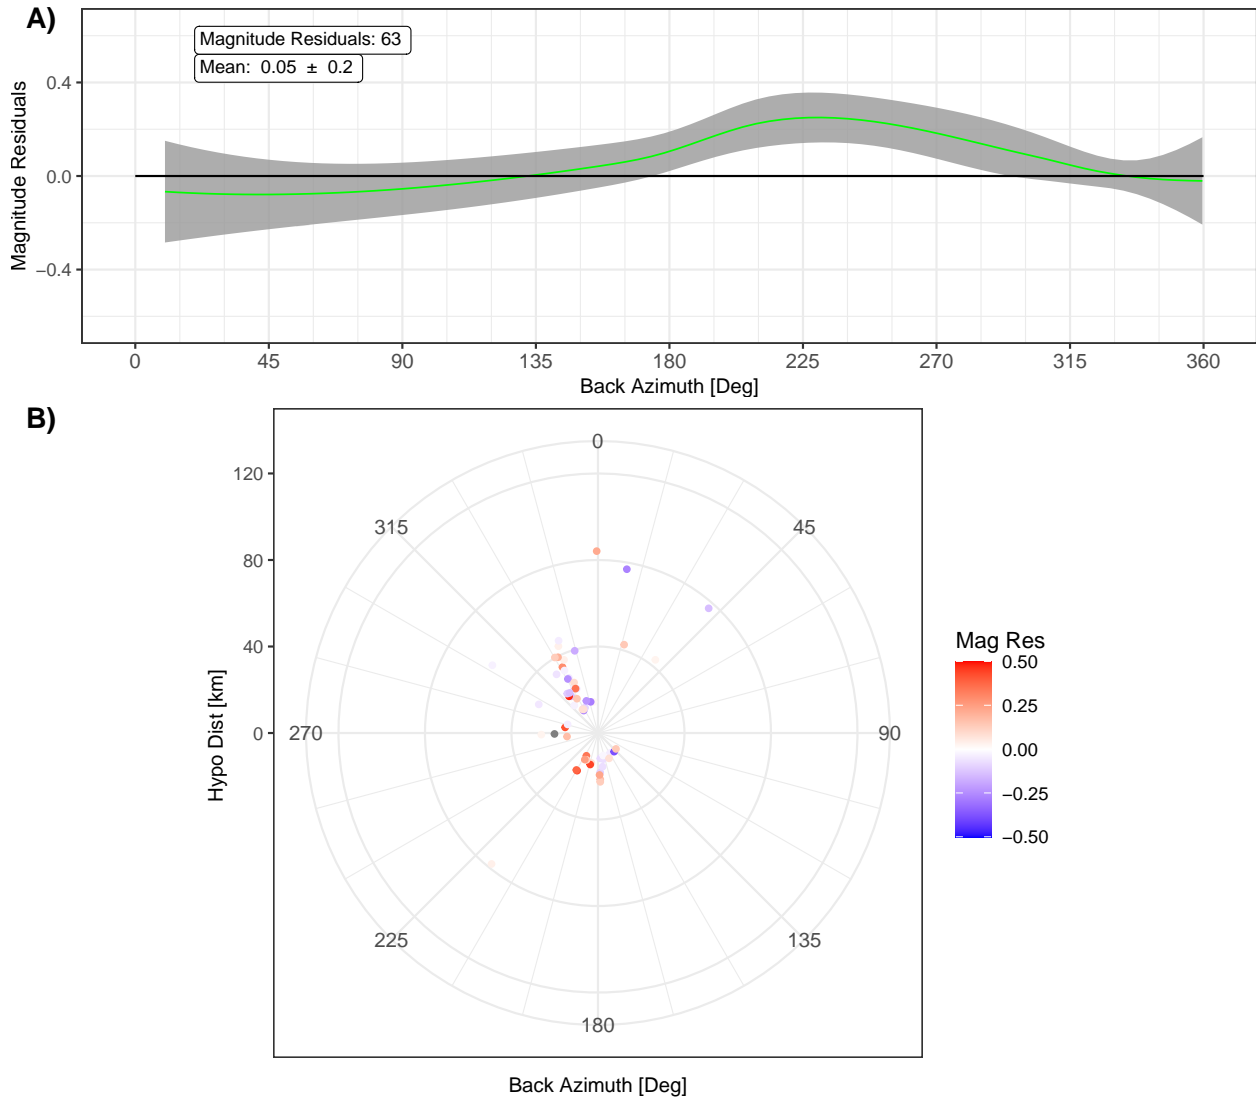 A)
Magnitude Residuals: 63
Mean: 0.05 ± 0.2
Magnitude Residuals
0.4
0.0
−0.4
0 45 90 135 180 225 270 315 360
Back Azimuth [Deg]
B)
Hypo Dist [km]
120
80
40
0
0
45
90
135
180
225
270
315
Back Azimuth [Deg]
Mag Res
0.50
0.25
0.00
−0.25
−0.50